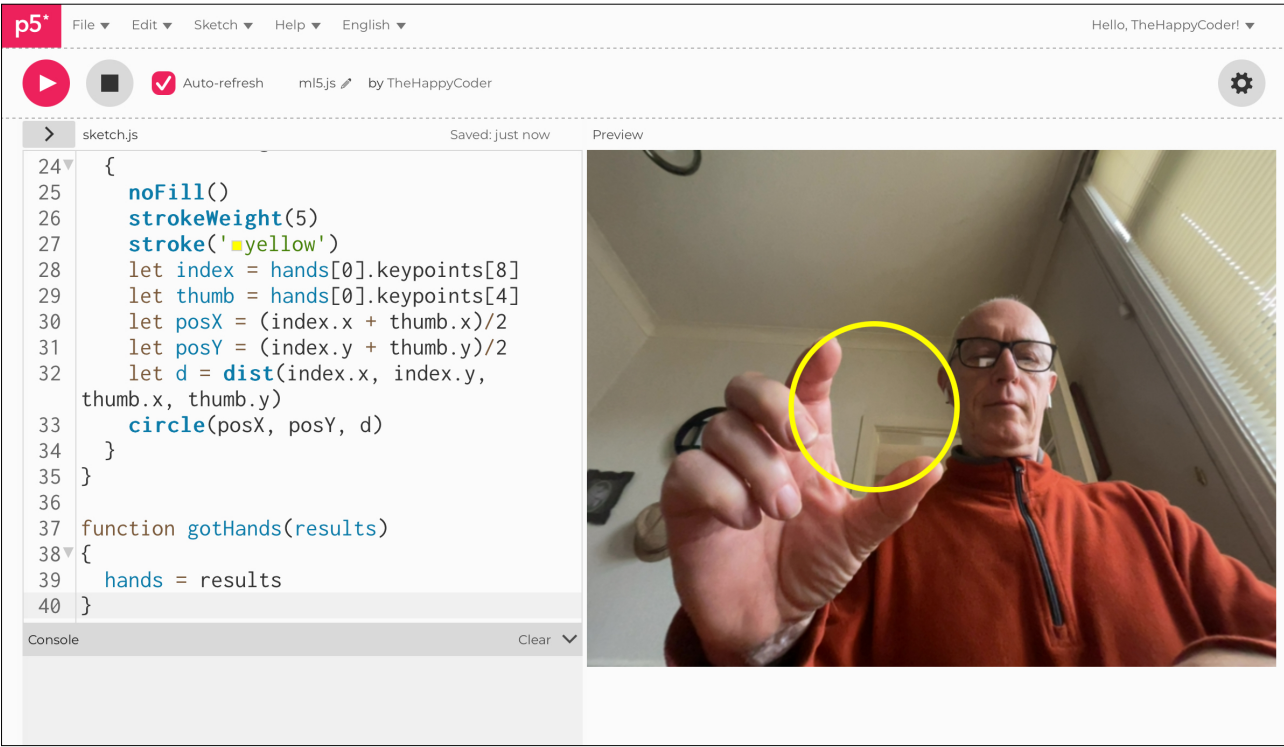 p5* File Edit Sketch Help English Hello, TheHappyCoder!
Auto-refresh ml5.js by TheHappyCoder
sketch.js Saved: just now Preview
24 {
25 noFill()
26 strokeWeight(5)
27 stroke('yellow')
28 let index = hands[0].keypoints[8]
29 let thumb = hands[0].keypoints[4]
30 let posX = (index.x + thumb.x)/2
31 let posY = (index.y + thumb.y)/2
32 let d = dist(index.x, index.y,
thumb.x, thumb.y)
33 circle(posX, posY, d)
34 }
35 }
36
37 function gotHands(results)
38 {
39 hands = results
40 }
Console Clear